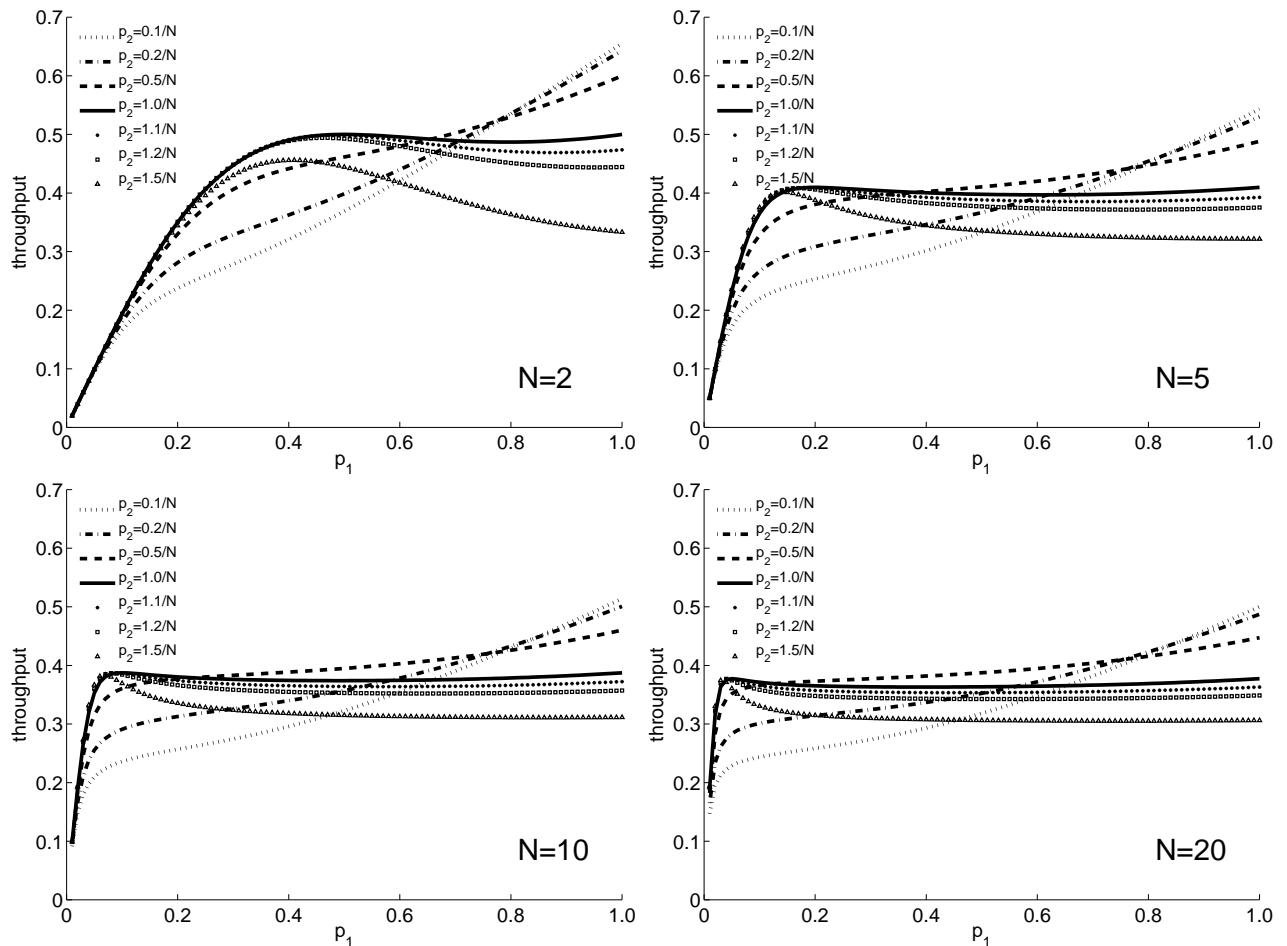 0.7
0.6
0.5
0.4
0.3
0.2
0.1
0
throughput
p₂=0.1/N
p₂=0.2/N
p₂=0.5/N
p₂=1.0/N
p₂=1.1/N
p₂=1.2/N
p₂=1.5/N
N=2
0 0.2 0.4 0.6 0.8 1.0
p₁
0.7
0.6
0.5
0.4
0.3
0.2
0.1
0
throughput
p₂=0.1/N
p₂=0.2/N
p₂=0.5/N
p₂=1.0/N
p₂=1.1/N
p₂=1.2/N
p₂=1.5/N
N=5
0 0.2 0.4 0.6 0.8 1.0
p₁
0.7
0.6
0.5
0.4
0.3
0.2
0.1
0
throughput
p₂=0.1/N
p₂=0.2/N
p₂=0.5/N
p₂=1.0/N
p₂=1.1/N
p₂=1.2/N
p₂=1.5/N
N=10
0 0.2 0.4 0.6 0.8 1.0
p₁
0.7
0.6
0.5
0.4
0.3
0.2
0.1
0
throughput
p₂=0.1/N
p₂=0.2/N
p₂=0.5/N
p₂=1.0/N
p₂=1.1/N
p₂=1.2/N
p₂=1.5/N
N=20
0 0.2 0.4 0.6 0.8 1.0
p₁